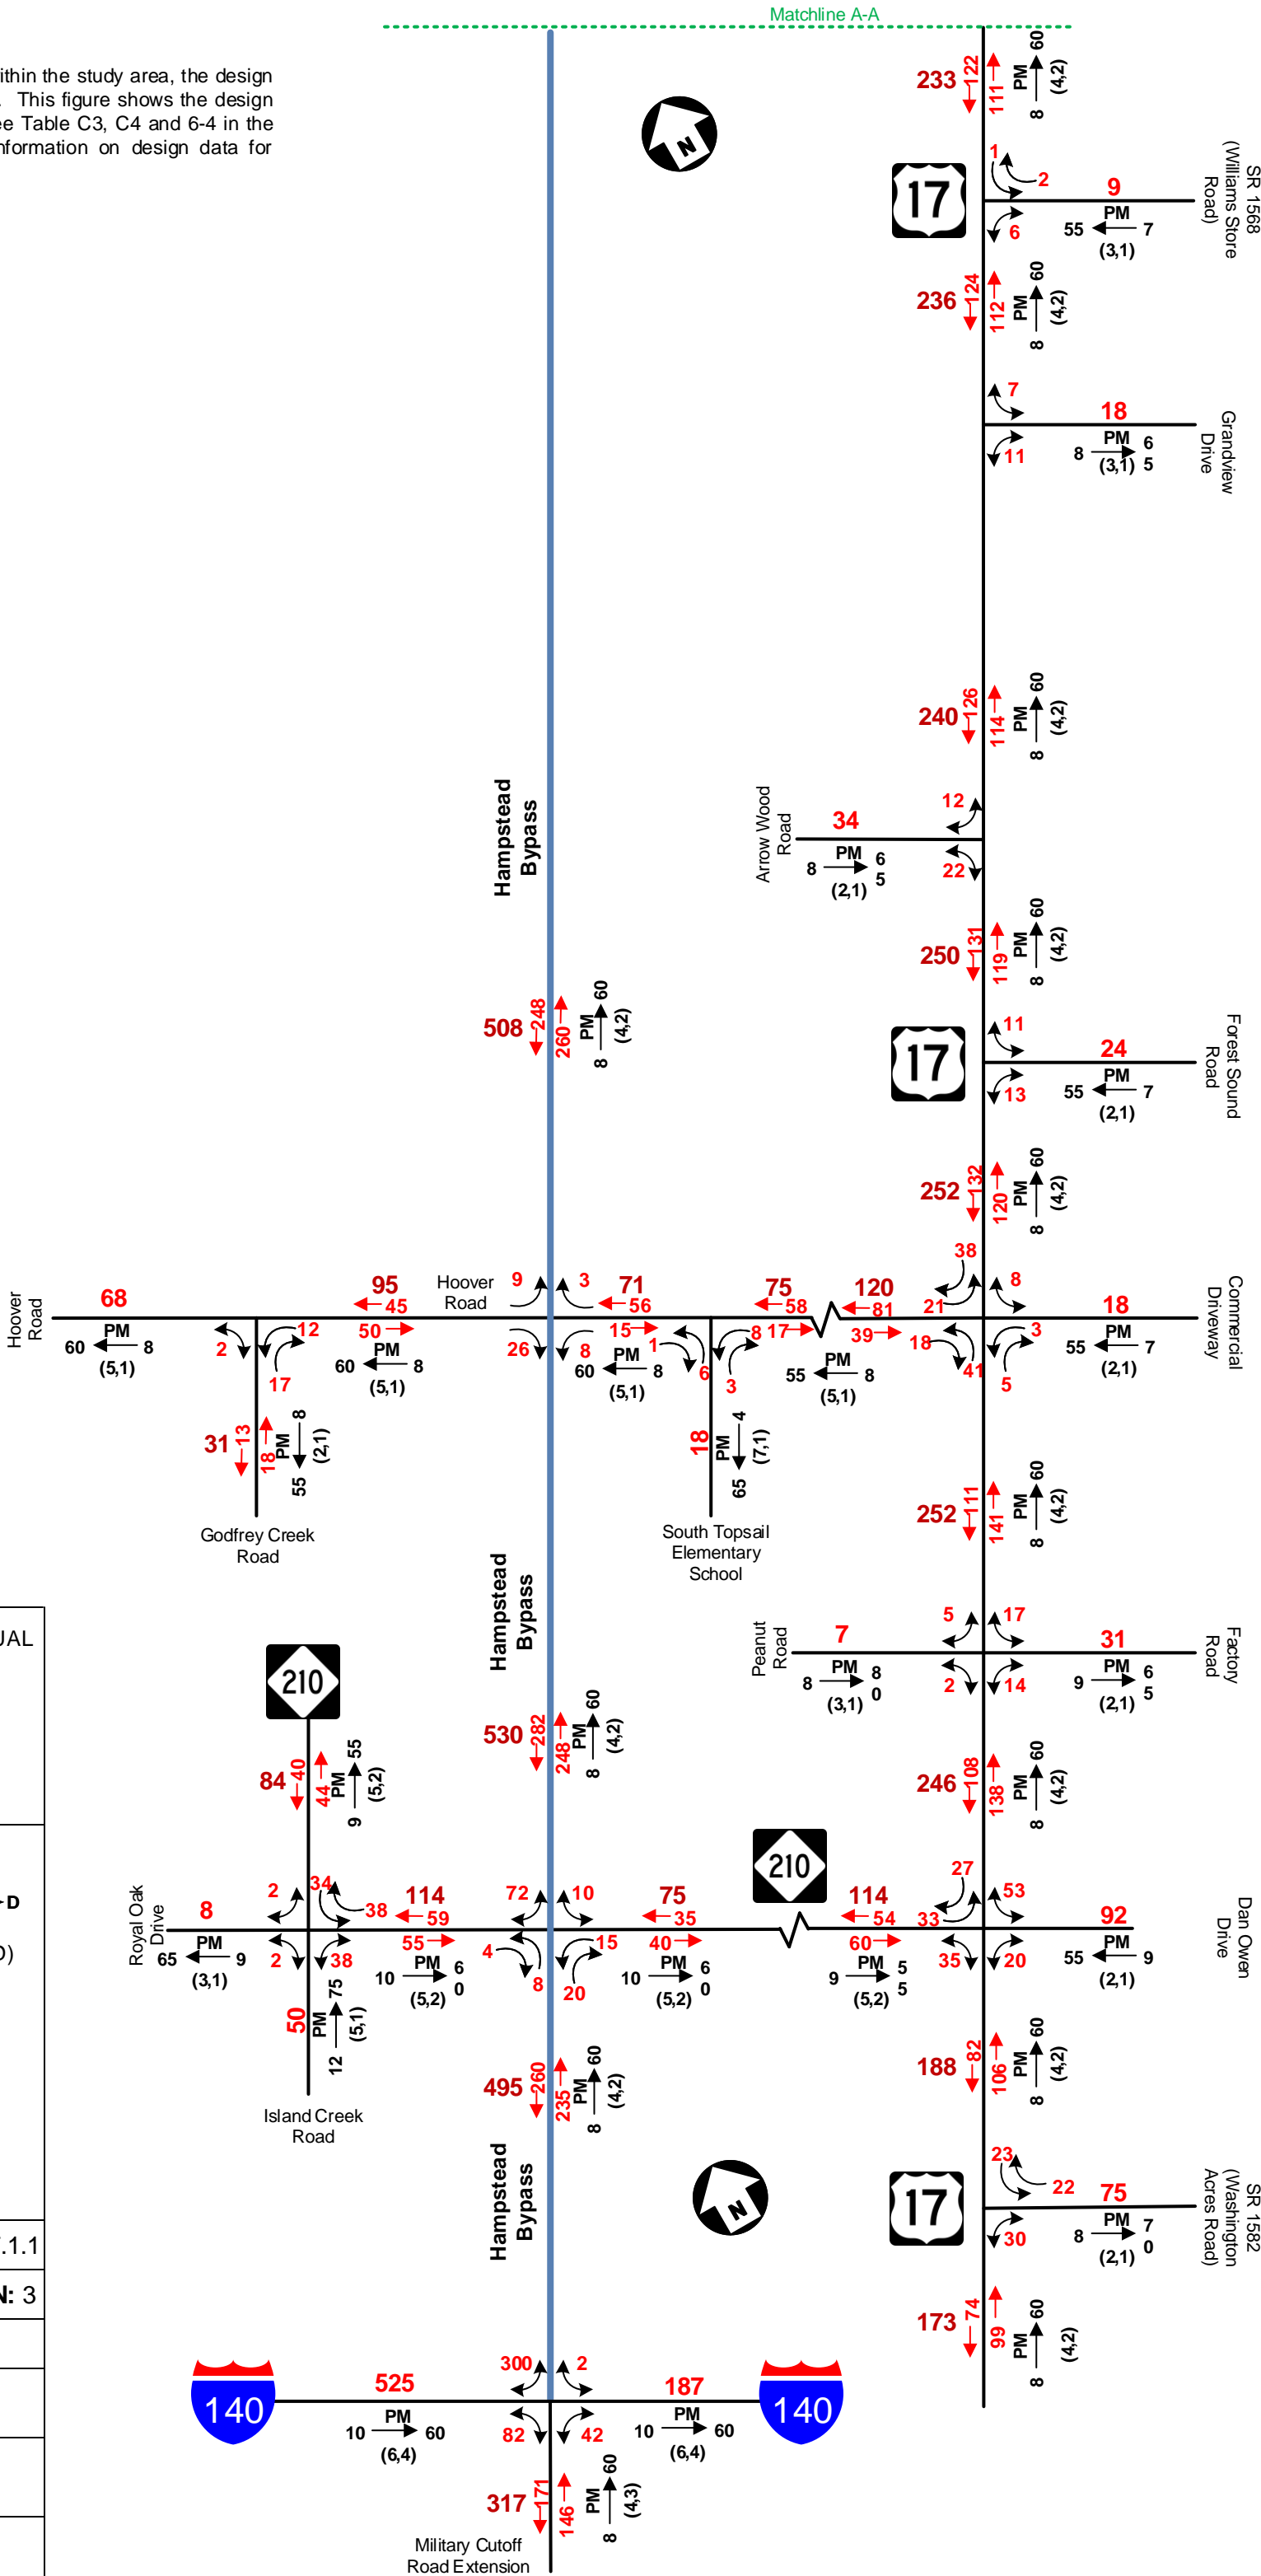 Matchline A-A
ithin the study area, the design
. This figure shows the design
ee Table C3, C4 and 6-4 in the
nformation on design data for
N
233
122
111
PM
8
60
(4,2)
17
1
2
6
9
PM
55
7
(3,1)
SR 1568
(Williams Store
Road)
236
124
112
PM
8
60
(4,2)
7
11
18
PM
8
6
5
(3,1)
Grandview
Drive
240
126
114
PM
8
60
(4,2)
Arrow Wood
Road
34
PM
8
6
5
(2,1)
12
22
250
131
119
PM
8
60
(4,2)
Hampstead
Bypass
508
248
260
PM
8
60
(4,2)
17
11
13
24
PM
55
7
(2,1)
Forest Sound
Road
252
132
120
PM
8
60
(4,2)
Hoover
Road
68
PM
60
8
(5,1)
2
12
17
95
45
50
PM
60
8
(5,1)
Hoover
Road
9
3
26
8
71
56
15
PM
60
8
(5,1)
1
6
8
3
75
58
17
120
81
39
PM
55
8
(5,1)
38
21
18
41
8
3
5
18
PM
55
7
(2,1)
Commercial
Driveway
31
13
18
PM
8
55
(2,1)
Godfrey Creek
Road
18
PM
4
65
(7,1)
South Topsail
Elementary
School
252
111
141
PM
8
60
(4,2)
Hampstead
Bypass
Peanut
Road
7
PM
8
8
0
(3,1)
5
17
2
14
31
PM
9
6
5
(2,1)
Factory
Road
UAL
210
530
282
248
PM
8
60
(4,2)
84
40
44
PM
9
55
(5,2)
246
108
138
PM
8
60
(4,2)
210
D
)
Royal Oak
Drive
8
PM
65
9
(3,1)
2
34
38
2
38
114
59
55
PM
10
6
0
(5,2)
72
10
4
8
15
20
75
35
40
PM
10
6
0
(5,2)
114
54
60
PM
9
5
5
(5,2)
27
33
35
53
20
92
PM
55
9
(2,1)
Dan Owen
Drive
50
PM
12
75
(5,1)
Island Creek
Road
495
260
235
PM
8
60
(4,2)
188
82
106
PM
8
60
(4,2)
Hampstead
Bypass
N
17
23
22
30
75
PM
8
7
0
(2,1)
SR 1582
(Washington
Acres Road)
.1.1
N: 3
173
74
99
PM
8
60
(4,2)
140
525
PM
10
60
(6,4)
300
2
82
42
187
PM
10
60
(6,4)
140
317
171
146
PM
8
60
(4,3)
Military Cutoff
Road Extension